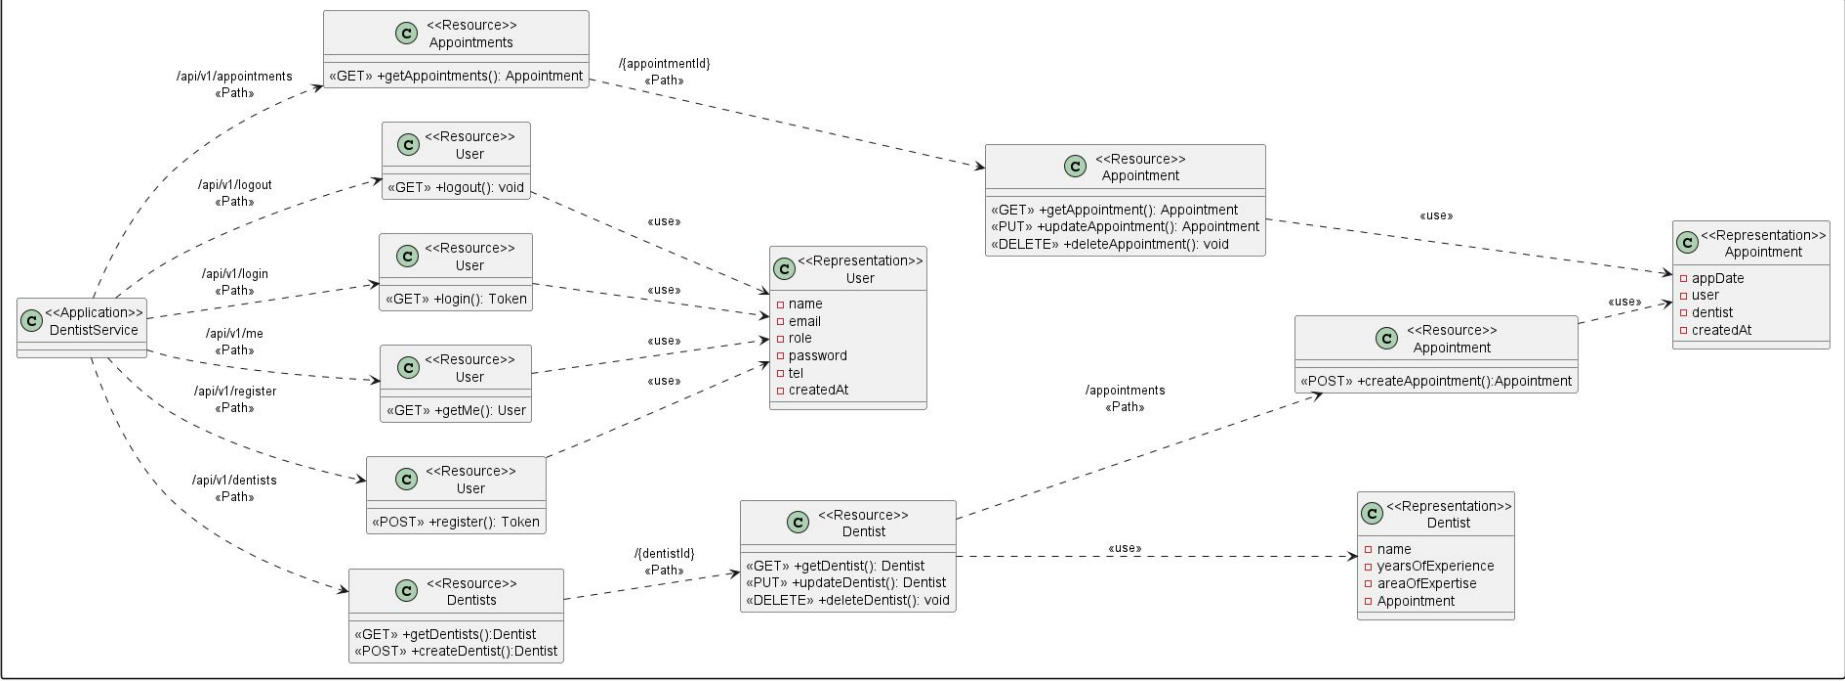 <<Resource>>
Appointments
«GET» +getAppointments(): Appointment
/api/v1/appointments
«Path»
/{appointmentId}
«Path»
<<Resource>>
User
«GET» +logout(): void
/api/v1/logout
«Path»
<<Resource>>
Appointment
«GET» +getAppointment(): Appointment
«PUT» +updateAppointment(): Appointment
«DELETE» +deleteAppointment(): void
«use»
«use»
<<Representation>>
Appointment
appDate
user
dentist
createdAt
<<Resource>>
User
«GET» +login(): Token
/api/v1/login
«Path»
«use»
<<Representation>>
User
name
email
role
password
tel
createdAt
«use»
<<Application>>
DentistService
/api/v1/me
«Path»
<<Resource>>
User
«GET» +getMe(): User
«use»
«use»
<<Resource>>
Appointment
«POST» +createAppointment():Appointment
/api/v1/register
«Path»
/appointments
«Path»
<<Resource>>
User
«POST» +register(): Token
/api/v1/dentists
«Path»
<<Resource>>
Dentist
«GET» +getDentist(): Dentist
«PUT» +updateDentist(): Dentist
«DELETE» +deleteDentist(): void
/{dentistId}
«Path»
«use»
<<Representation>>
Dentist
name
yearsOfExperience
areaOfExpertise
Appointment
<<Resource>>
Dentists
«GET» +getDentists():Dentist
«POST» +createDentist():Dentist
C
C
C
C
C
C
C
C
C
C
C
C